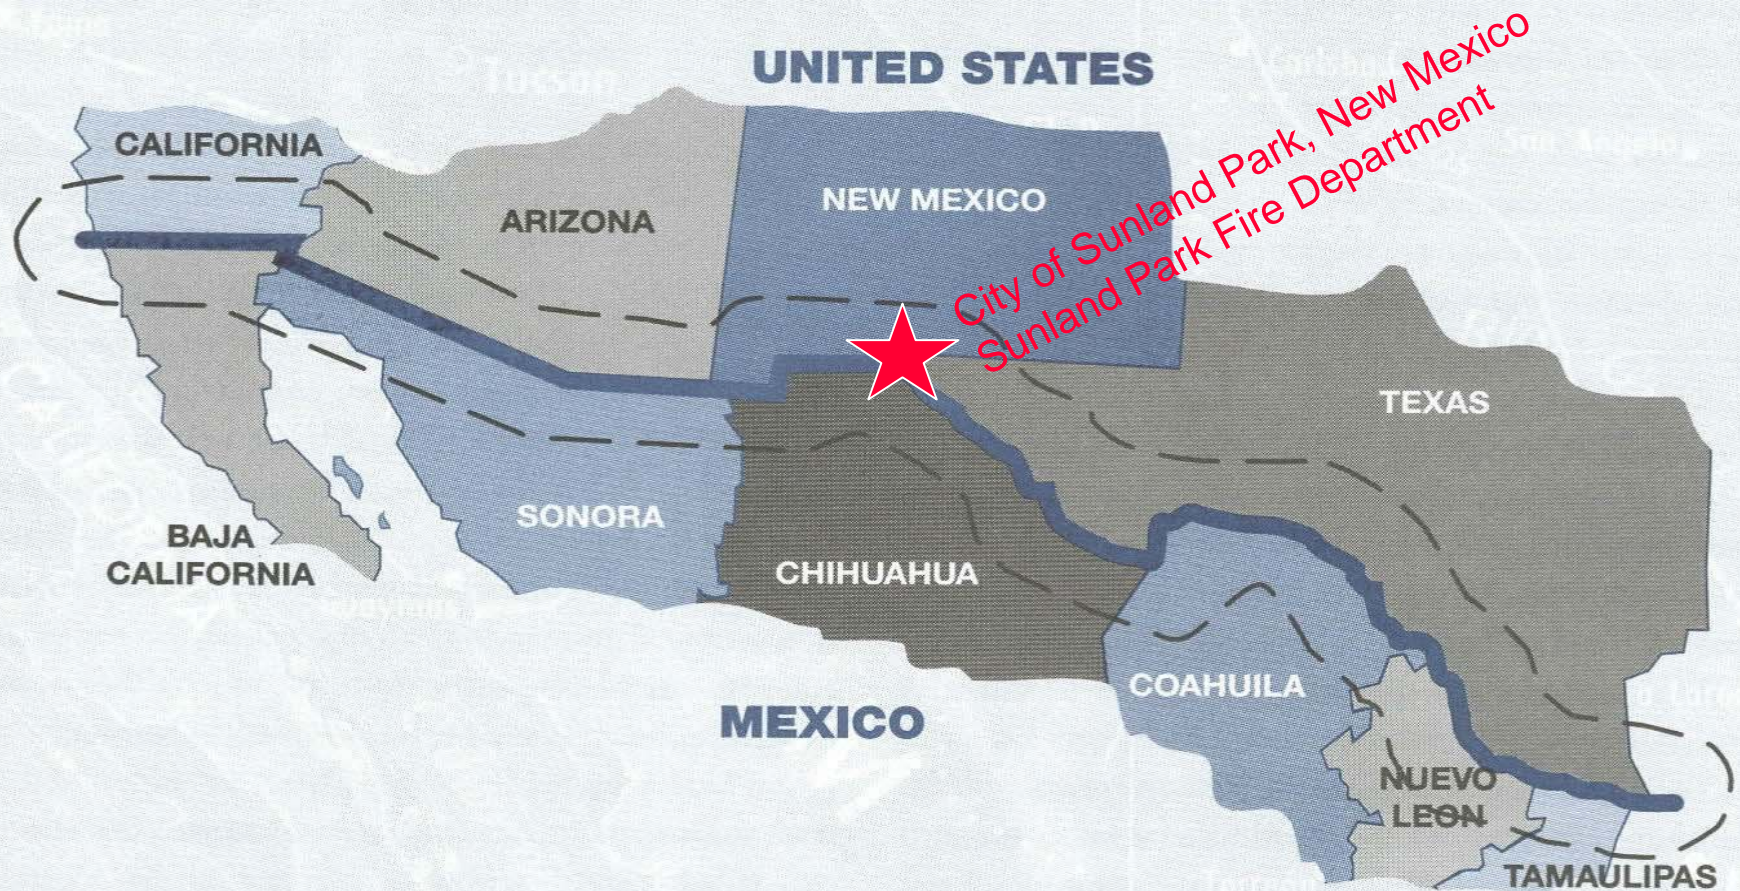 UNITED STATES
Tucson
City of Sunland Park, New Mexico
Sunland Park Fire Department
CALIFORNIA
ARIZONA
NEW MEXICO
TEXAS
SONORA
BAJA
CALIFORNIA
CHIHUAHUA
COAHUILA
MEXICO
NUEVO
LEON
TAMAULIPAS